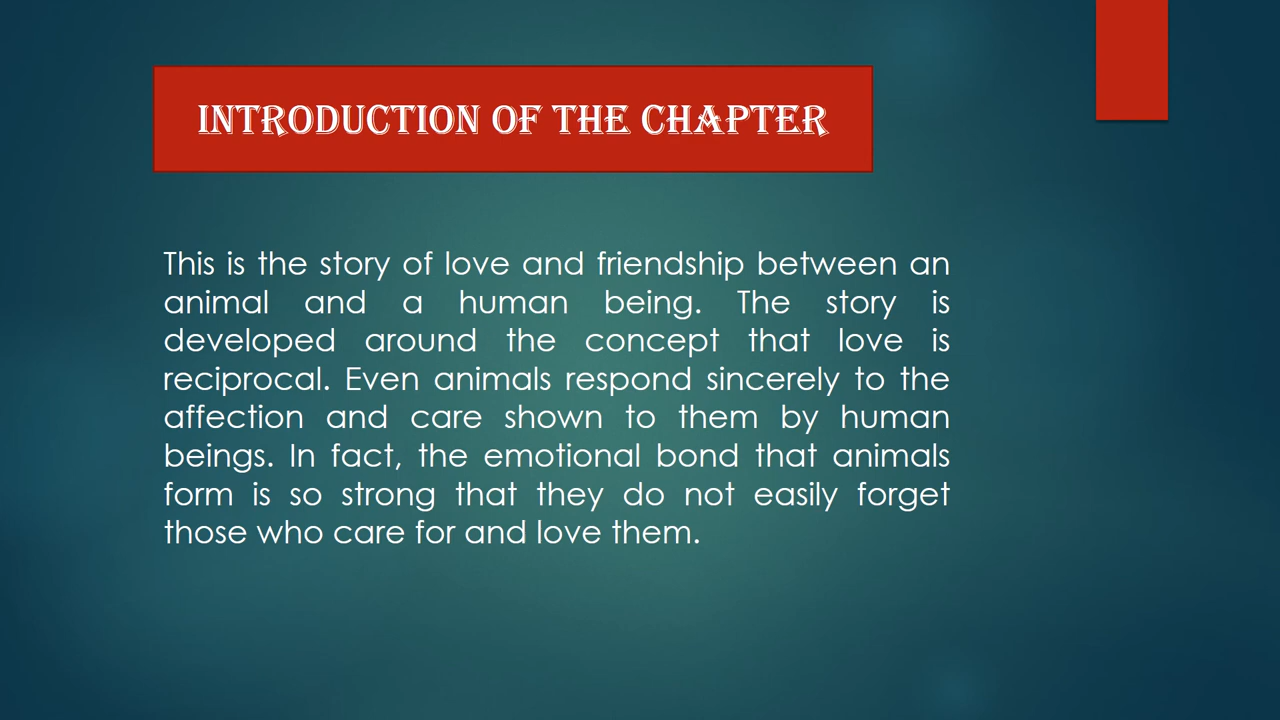 INTRODUCTION OF THE CHAPTER
This is the story of love and friendship between an
animal and a human being. The story is
developed around the concept that love is
reciprocal. Even animals respond sincerely to the
affection and care shown to them by human
beings. In fact, the emotional bond that animals
form is so strong that they do not easily forget
those who care for and love them.